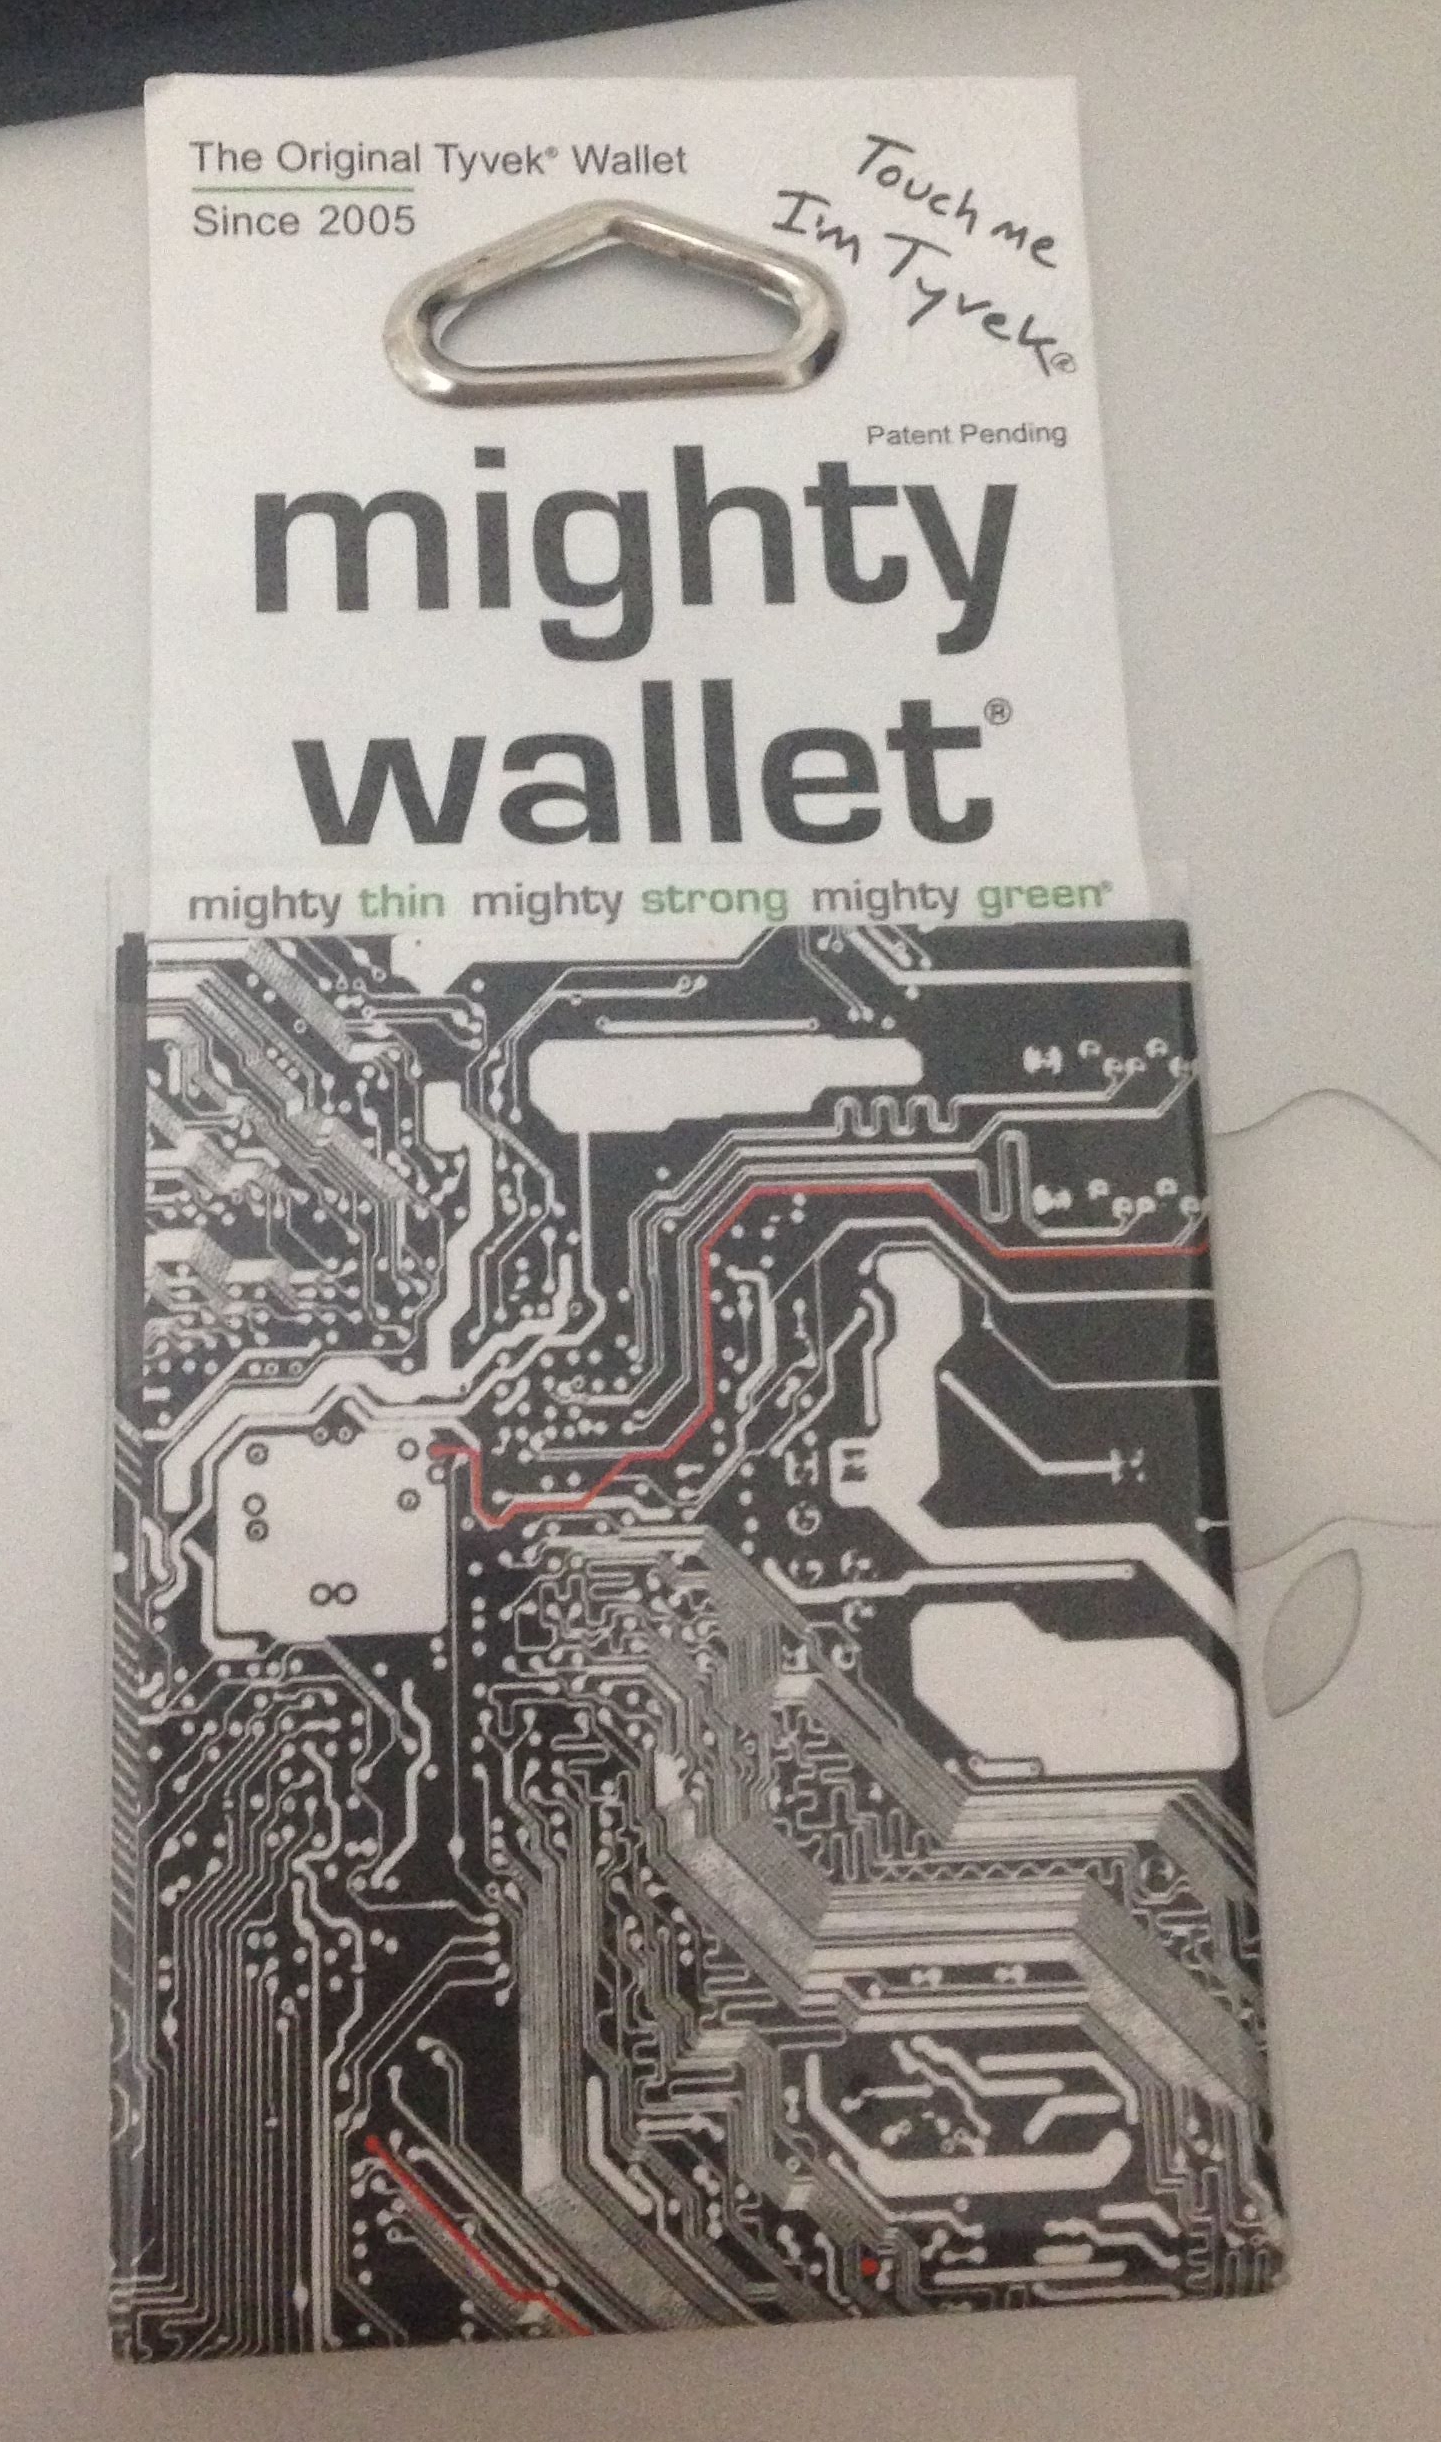 The Original Tyvek® Wallet
Since 2005
Touch me
I'm Tyvek®
Patent Pending
mighty
wallet®
mighty thin mighty strong mighty green®